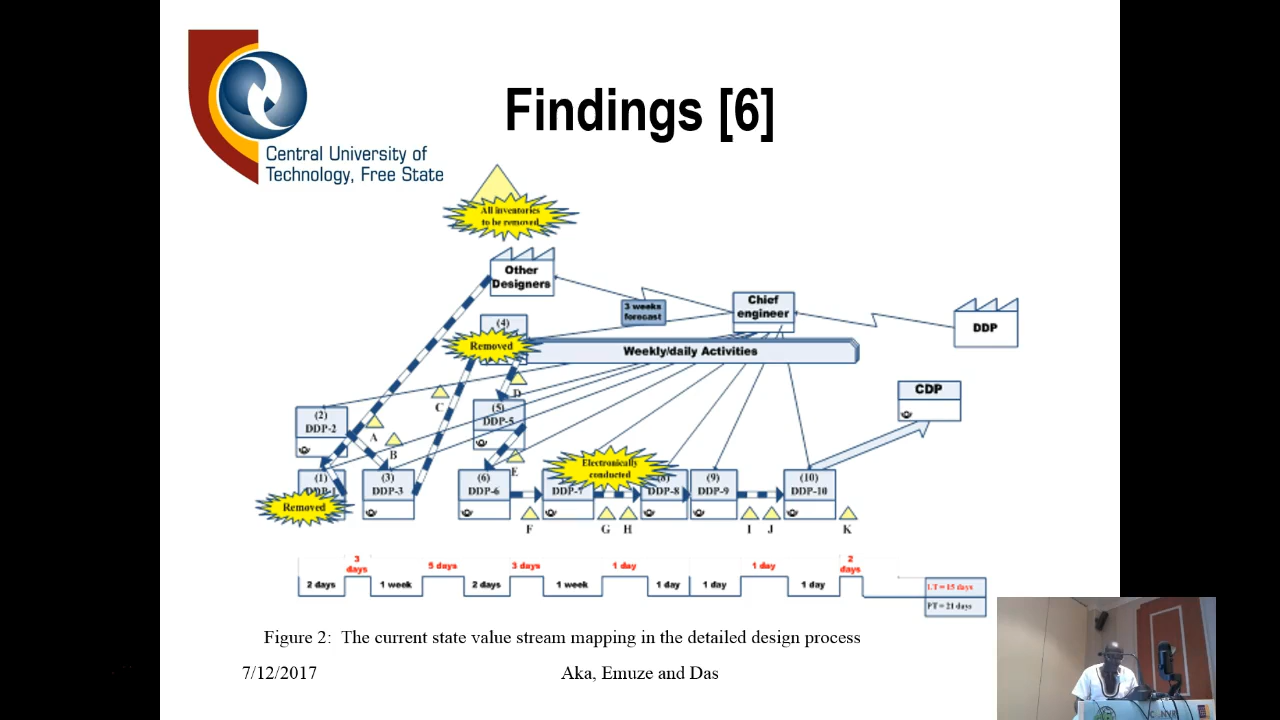 Central University of
Technology, Free State
Findings [6]
All inventories
to be removed
Other
Designers
3 weeks
forecast
Chief
engineer
DDP
(4)
Removed
Weekly/daily Activities
CDP
(2)
DDP-2
A
B
C
D
(5)
DDP-5
E
(1)
DDP-1
Removed
(3)
DDP-3
(6)
DDP-6
F
Electronically
conducted
DDP-7
G
H
(8)
DDP-8
(9)
DDP-9
I
J
(10)
DDP-10
K
2 days
3
days
1 week
5 days
2 days
3 days
1 week
1 day
1 day
1 day
1 day
1 day
2
days
LT = 15 days
PT = 21 days
Figure 2: The current state value stream mapping in the detailed design process
7/12/2017
Aka, Emuze and Das